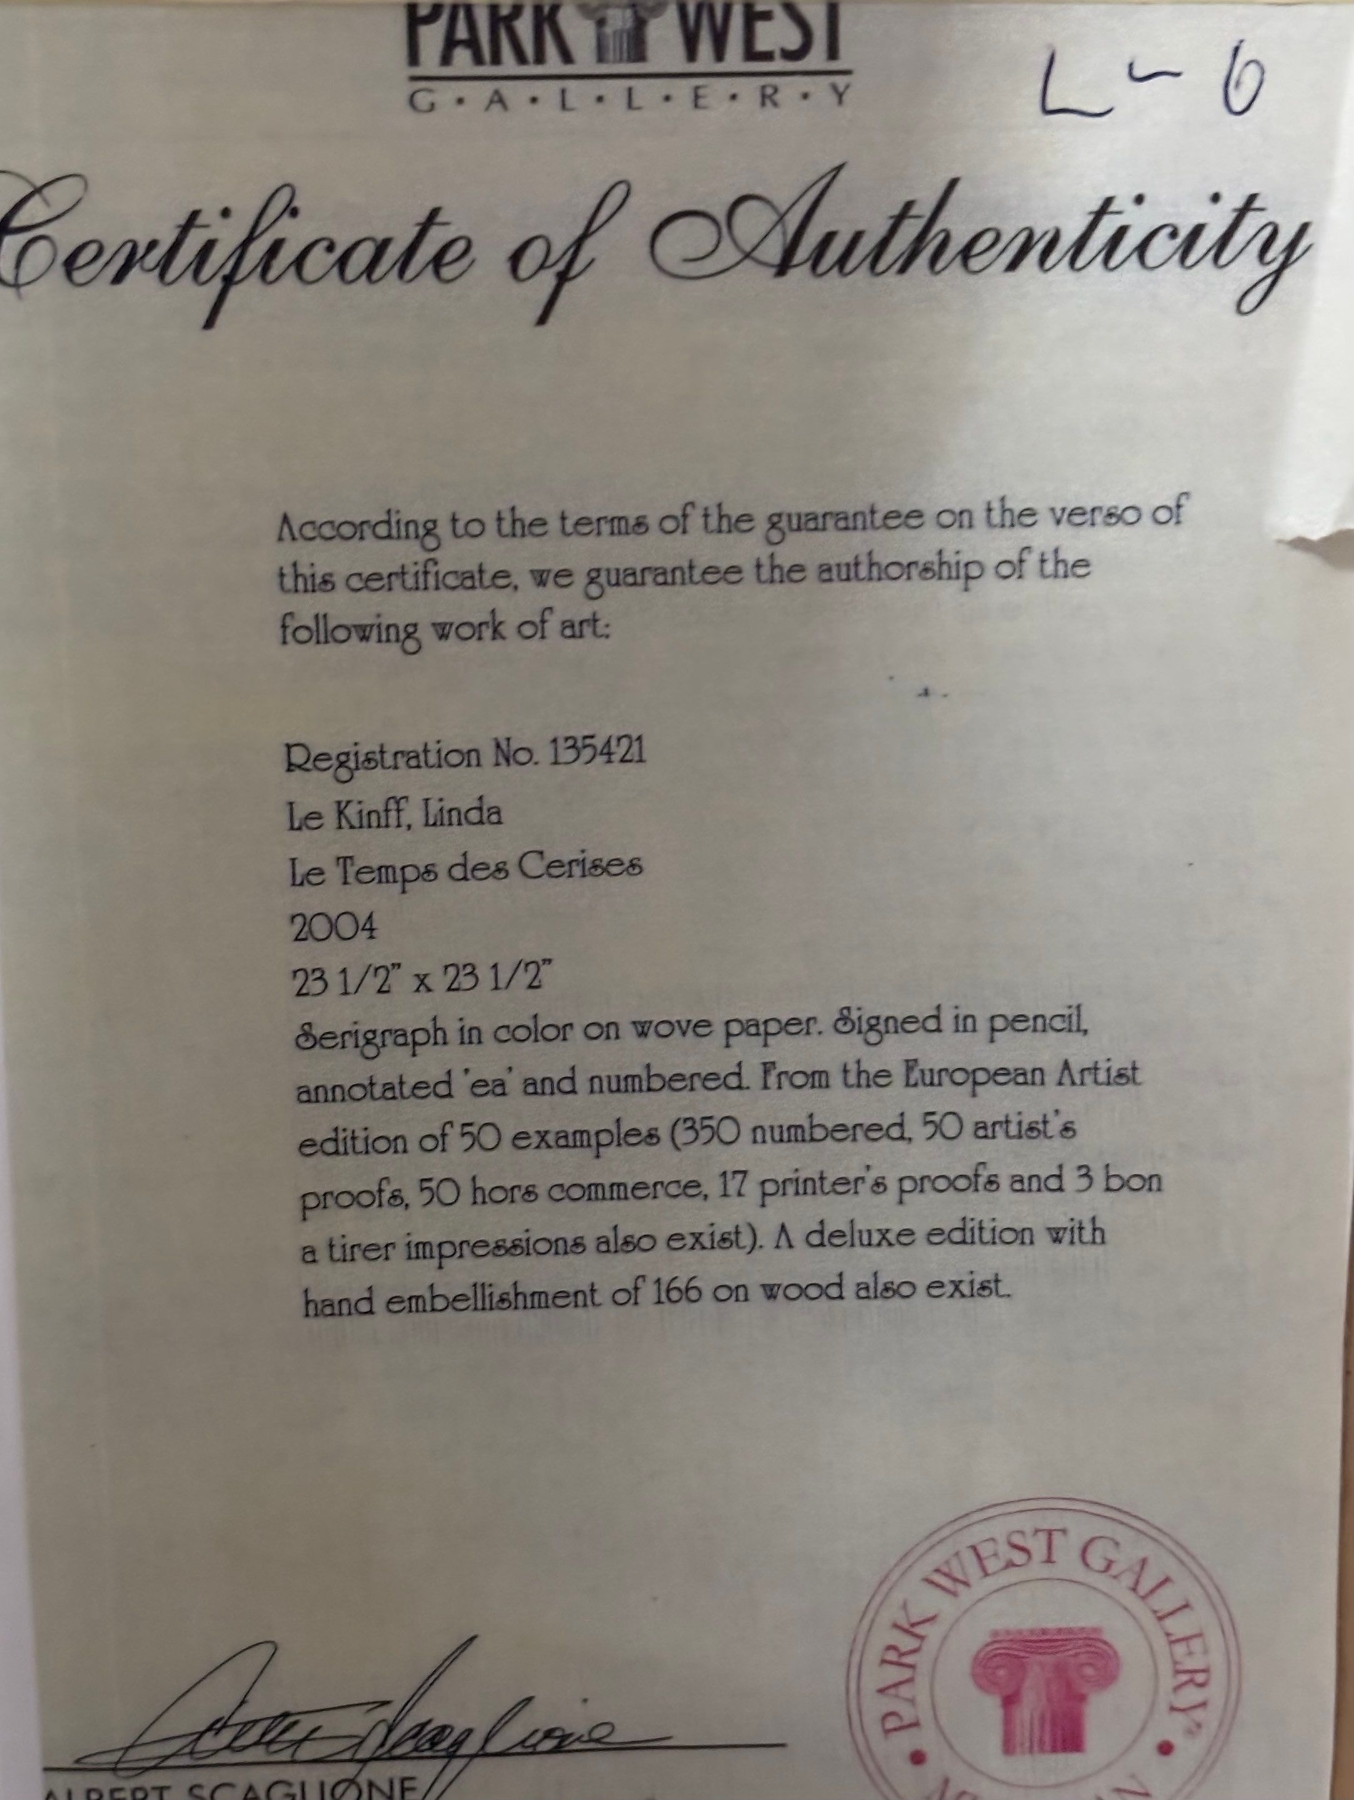 PARK WEST
G·A·L·L·E·R·Y
L-6
Certificate of Authenticity
According to the terms of the guarantee on the verso of
this certificate, we guarantee the authorship of the
following work of art:
Registration No. 135421
Le Kinff, Linda
Le Temps des Cerises
2004
23 1/2" x 23 1/2"
Serigraph in color on wove paper. Signed in pencil,
annotated 'ea' and numbered. From the European Artist
edition of 50 examples (350 numbered, 50 artist's
proofs, 50 hors commerce, 17 printer's proofs and 3 bon
a tirer impressions also exist). A deluxe edition with
hand embellishment of 166 on wood also exist.
PARK WEST GALLERY
ALBERT SCAGLIONE